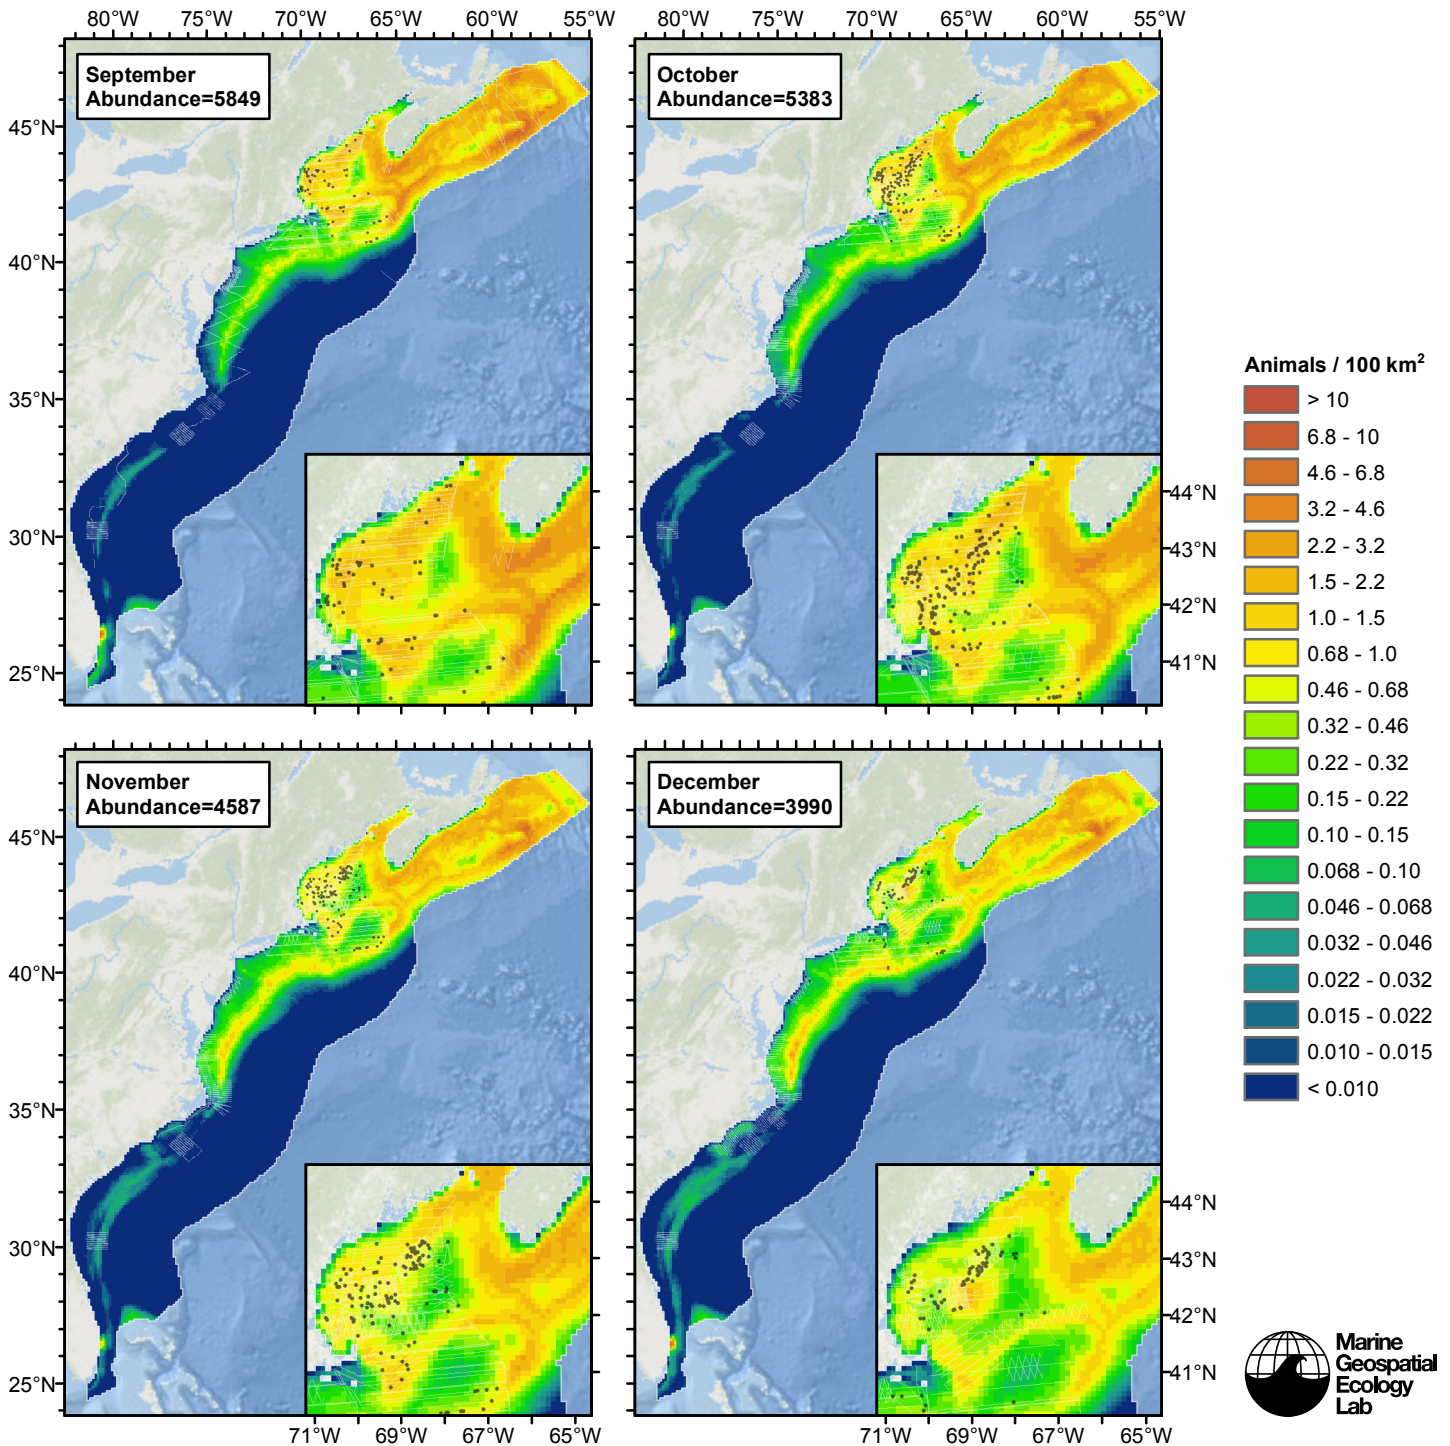 80°W 75°W 70°W 65°W 60°W 55°W 80°W 75°W 70°W 65°W 60°W 55°W
September
Abundance=5849
October
Abundance=5383
45°N
40°N
35°N
30°N
25°N
44°N
43°N
42°N
41°N
Animals / 100 km²
> 10
6.8 - 10
4.6 - 6.8
3.2 - 4.6
2.2 - 3.2
1.5 - 2.2
1.0 - 1.5
0.68 - 1.0
0.46 - 0.68
0.32 - 0.46
0.22 - 0.32
0.15 - 0.22
0.10 - 0.15
0.068 - 0.10
0.046 - 0.068
0.032 - 0.046
0.022 - 0.032
0.015 - 0.022
0.010 - 0.015
< 0.010
November
Abundance=4587
December
Abundance=3990
45°N
40°N
35°N
30°N
25°N
44°N
43°N
42°N
41°N
71°W 69°W 67°W 65°W 71°W 69°W 67°W 65°W
Marine
Geospatial
Ecology
Lab